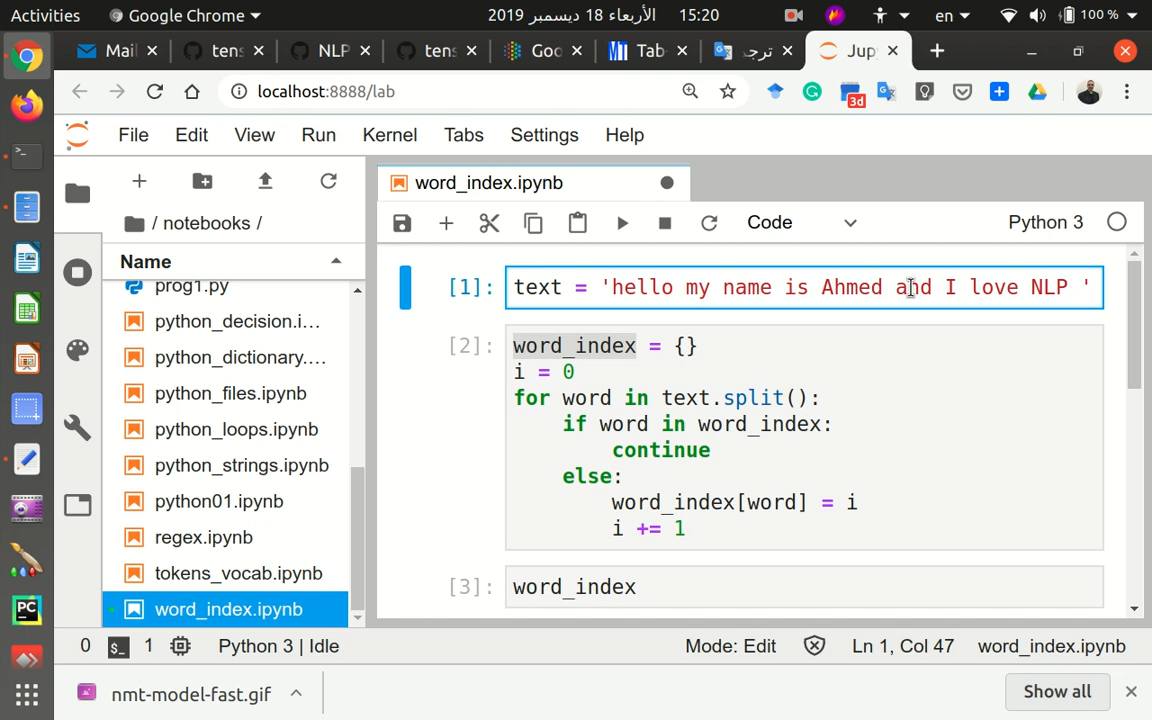 Activities Google Chrome الأربعاء 18 ديسمبر 2019 15:20 en 100 %
Mail tens NLP tens Goo Tab ترجـ Jup
localhost:8888/lab 3d
File Edit View Run Kernel Tabs Settings Help
word_index.ipynb
/ notebooks /
Code Python 3
Name
prog1.py
python_decision.i…
python_dictionary.…
python_files.ipynb
python_loops.ipynb
python_strings.ipynb
python01.ipynb
regex.ipynb
tokens_vocab.ipynb
word_index.ipynb
[1]: text = 'hello my name is Ahmed and I love NLP '
[2]: word_index = {}
i = 0
for word in text.split():
    if word in word_index:
        continue
    else:
        word_index[word] = i
        i += 1
[3]: word_index
0 $_ 1 Python 3 | Idle Mode: Edit Ln 1, Col 47 word_index.ipynb
nmt-model-fast.gif Show all
PC